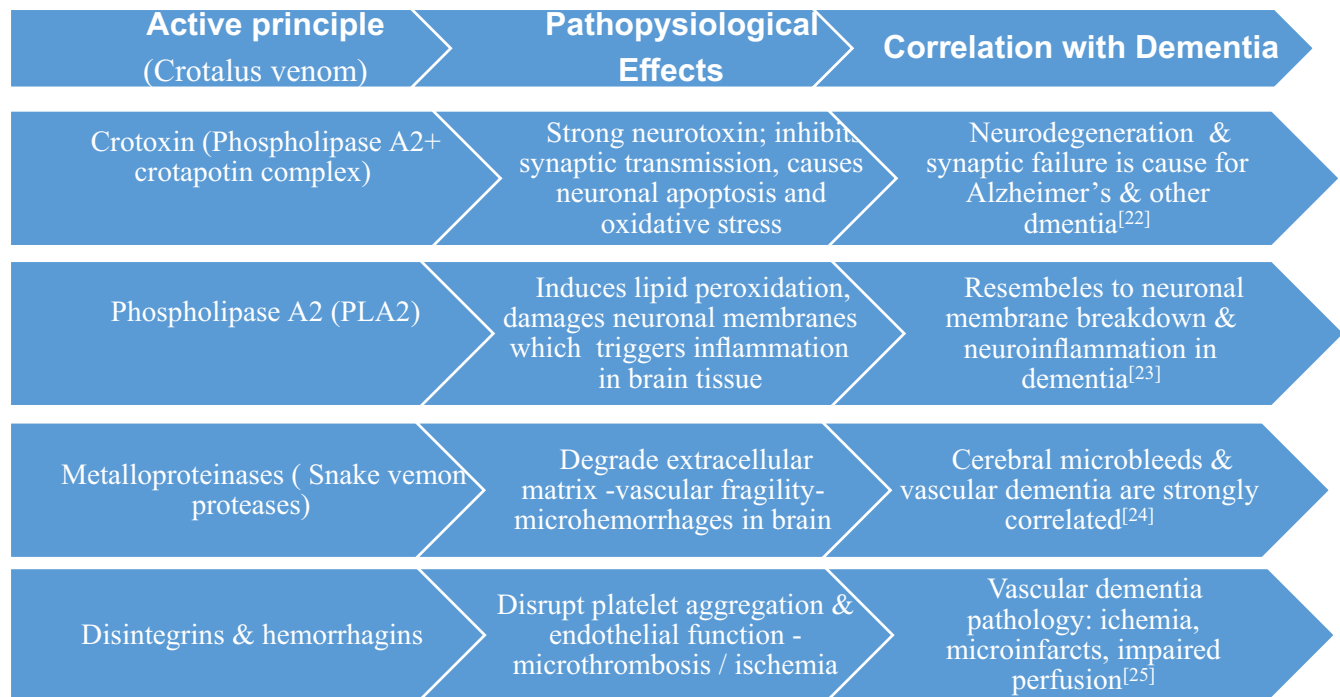 Active principle
(Crotalus venom)
Pathopysiological
Effects
Correlation with Dementia
Crotoxin (Phospholipase A2+
crotapotin complex)
Strong neurotoxin; inhibits
synaptic transmission, causes
neuronal apoptosis and
oxidative stress
Neurodegeneration & 
synaptic failure is cause for
Alzheimer’s & other
dmentia[22]
Phospholipase A2 (PLA2)
Induces lipid peroxidation,
damages neuronal membranes
which triggers inflammation
in brain tissue
Resembeles to neuronal
membrane breakdown &
neuroinflammation in
dementia[23]
Metalloproteinases ( Snake vemon
proteases)
Degrade extracellular
matrix -vascular fragility-
microhemorrhages in brain
Cerebral microbleeds &
vascular dementia are strongly
correlated[24]
Disintegrins & hemorrhagins
Disrupt platelet aggregation &
endothelial function -
microthrombosis / ischemia
Vascular dementia
pathology: ichemia,
microinfarcts, impaired
perfusion[25]